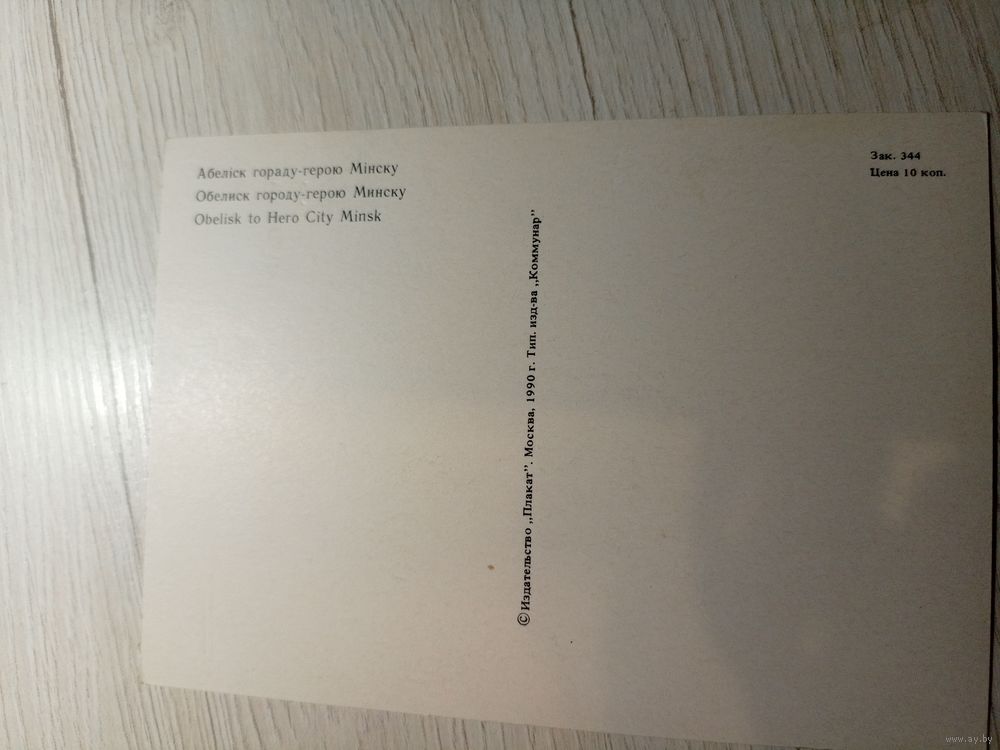 Абеліск гораду-герою Мінску
Обелиск городу-герою Минску
Obelisk to Hero City Minsk
© Издательство „Плакат”. Москва, 1990 г. Тип. изд-ва „Коммунар”
Зак. 344
Цена 10 коп.
www.ay.by